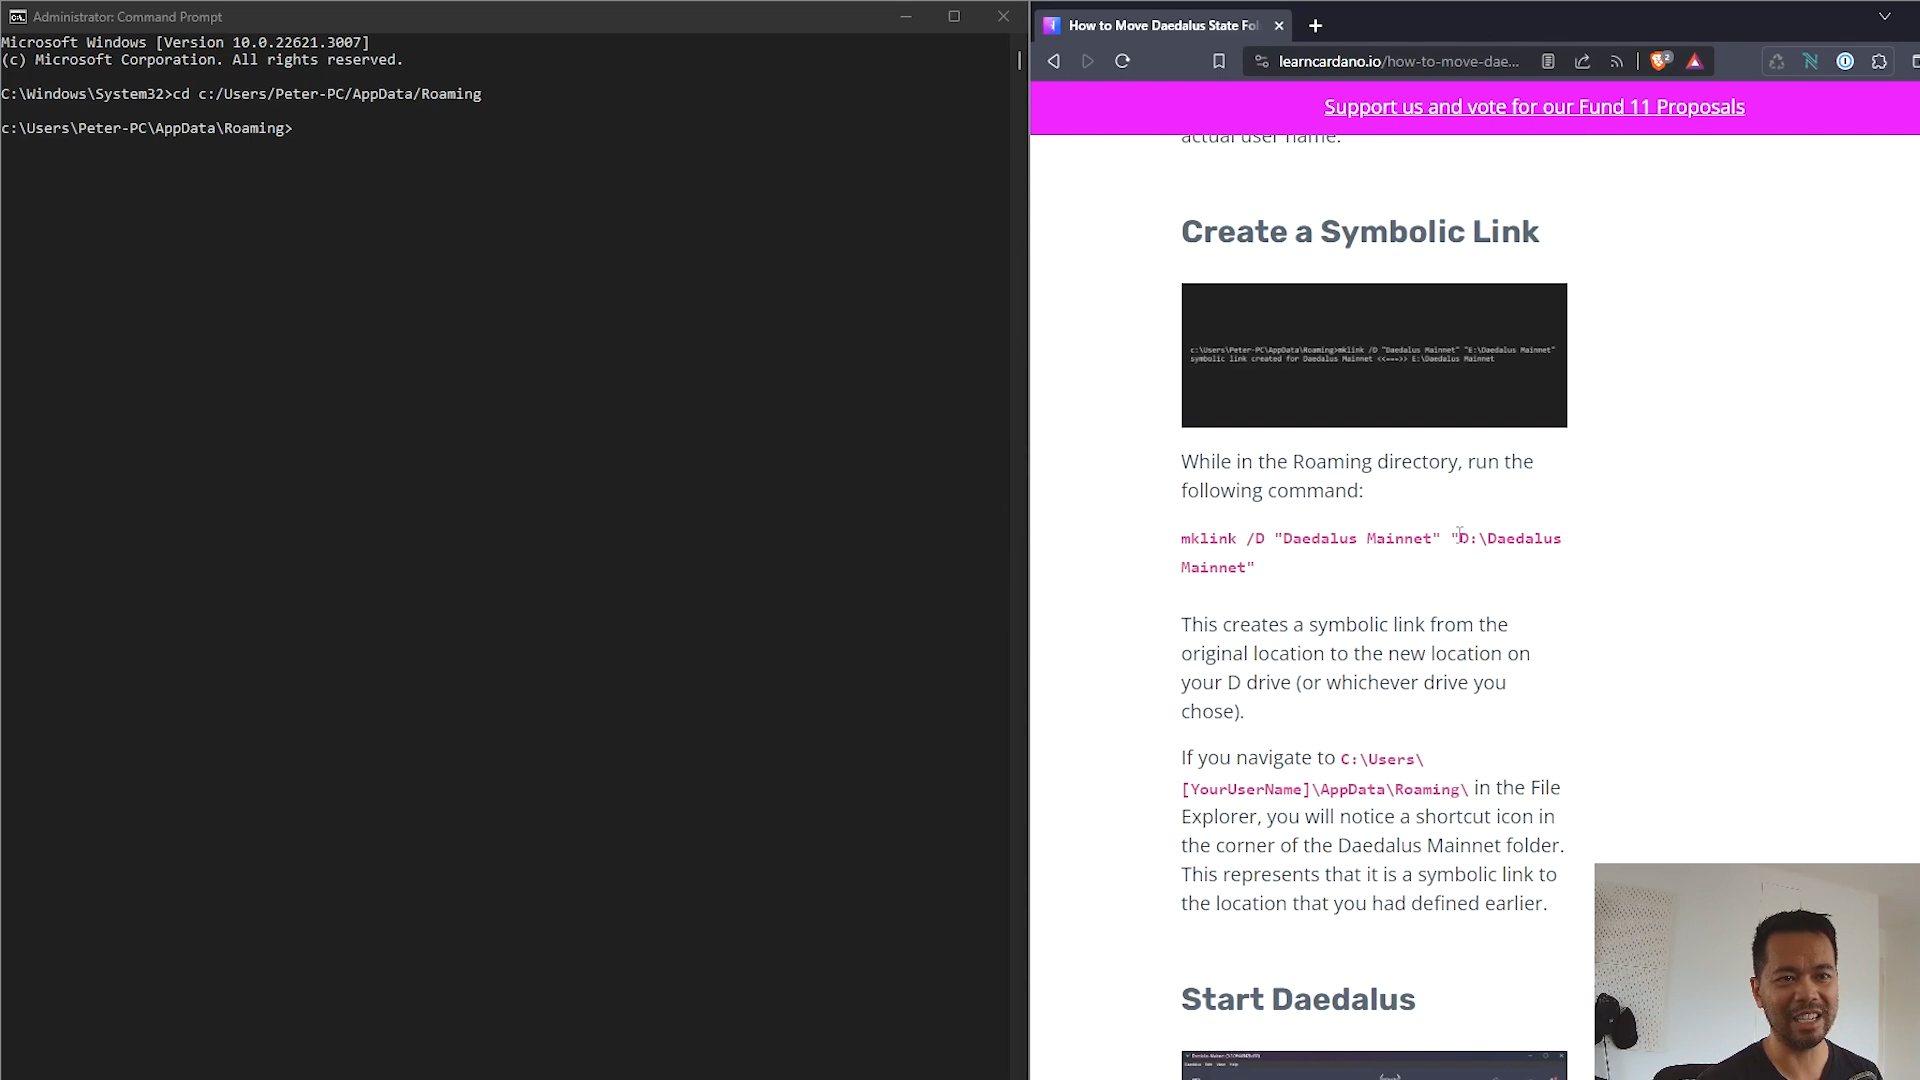 Administrator: Command Prompt
Microsoft Windows [Version 10.0.22621.3007]
(c) Microsoft Corporation. All rights reserved.
C:\Windows\System32>cd c:/Users/Peter-PC/AppData/Roaming
c:\Users\Peter-PC\AppData\Roaming>
How to Move Daedalus State Fol
learncardano.io/how-to-move-dae...
Support us and vote for our Fund 11 Proposals
actual user name.
Create a Symbolic Link
c:\Users\Peter-PC\AppData\Roaming>mklink /D "Daedalus Mainnet" "E:\Daedalus Mainnet"
symbolic link created for Daedalus Mainnet <<===>> E:\Daedalus Mainnet
While in the Roaming directory, run the
following command:
mklink /D "Daedalus Mainnet" "D:\Daedalus
Mainnet"
This creates a symbolic link from the
original location to the new location on
your D drive (or whichever drive you
chose).
If you navigate to C:\Users\
[YourUserName]\AppData\Roaming\ in the File
Explorer, you will notice a shortcut icon in
the corner of the Daedalus Mainnet folder.
This represents that it is a symbolic link to
the location that you had defined earlier.
Start Daedalus